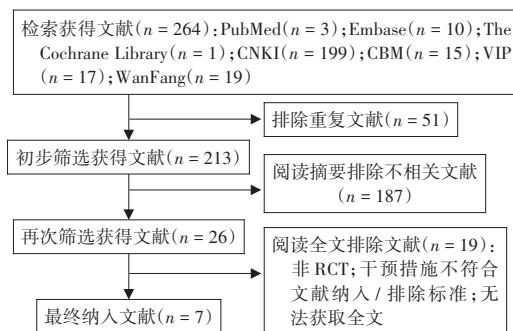 检索获得文献(n = 264):PubMed(n = 3);Embase(n = 10);The
Cochrane Library(n = 1);CNKI(n = 199);CBM(n = 15);VIP
(n = 17);WanFang(n = 19)
排除重复文献(n = 51)
初步筛选获得文献(n = 213)
阅读摘要排除不相关文献
(n = 187)
再次筛选获得文献(n = 26)
阅读全文排除文献(n = 19):
非 RCT;干预措施不符合
文献纳入 / 排除标准;无
法获取全文
最终纳入文献(n = 7)